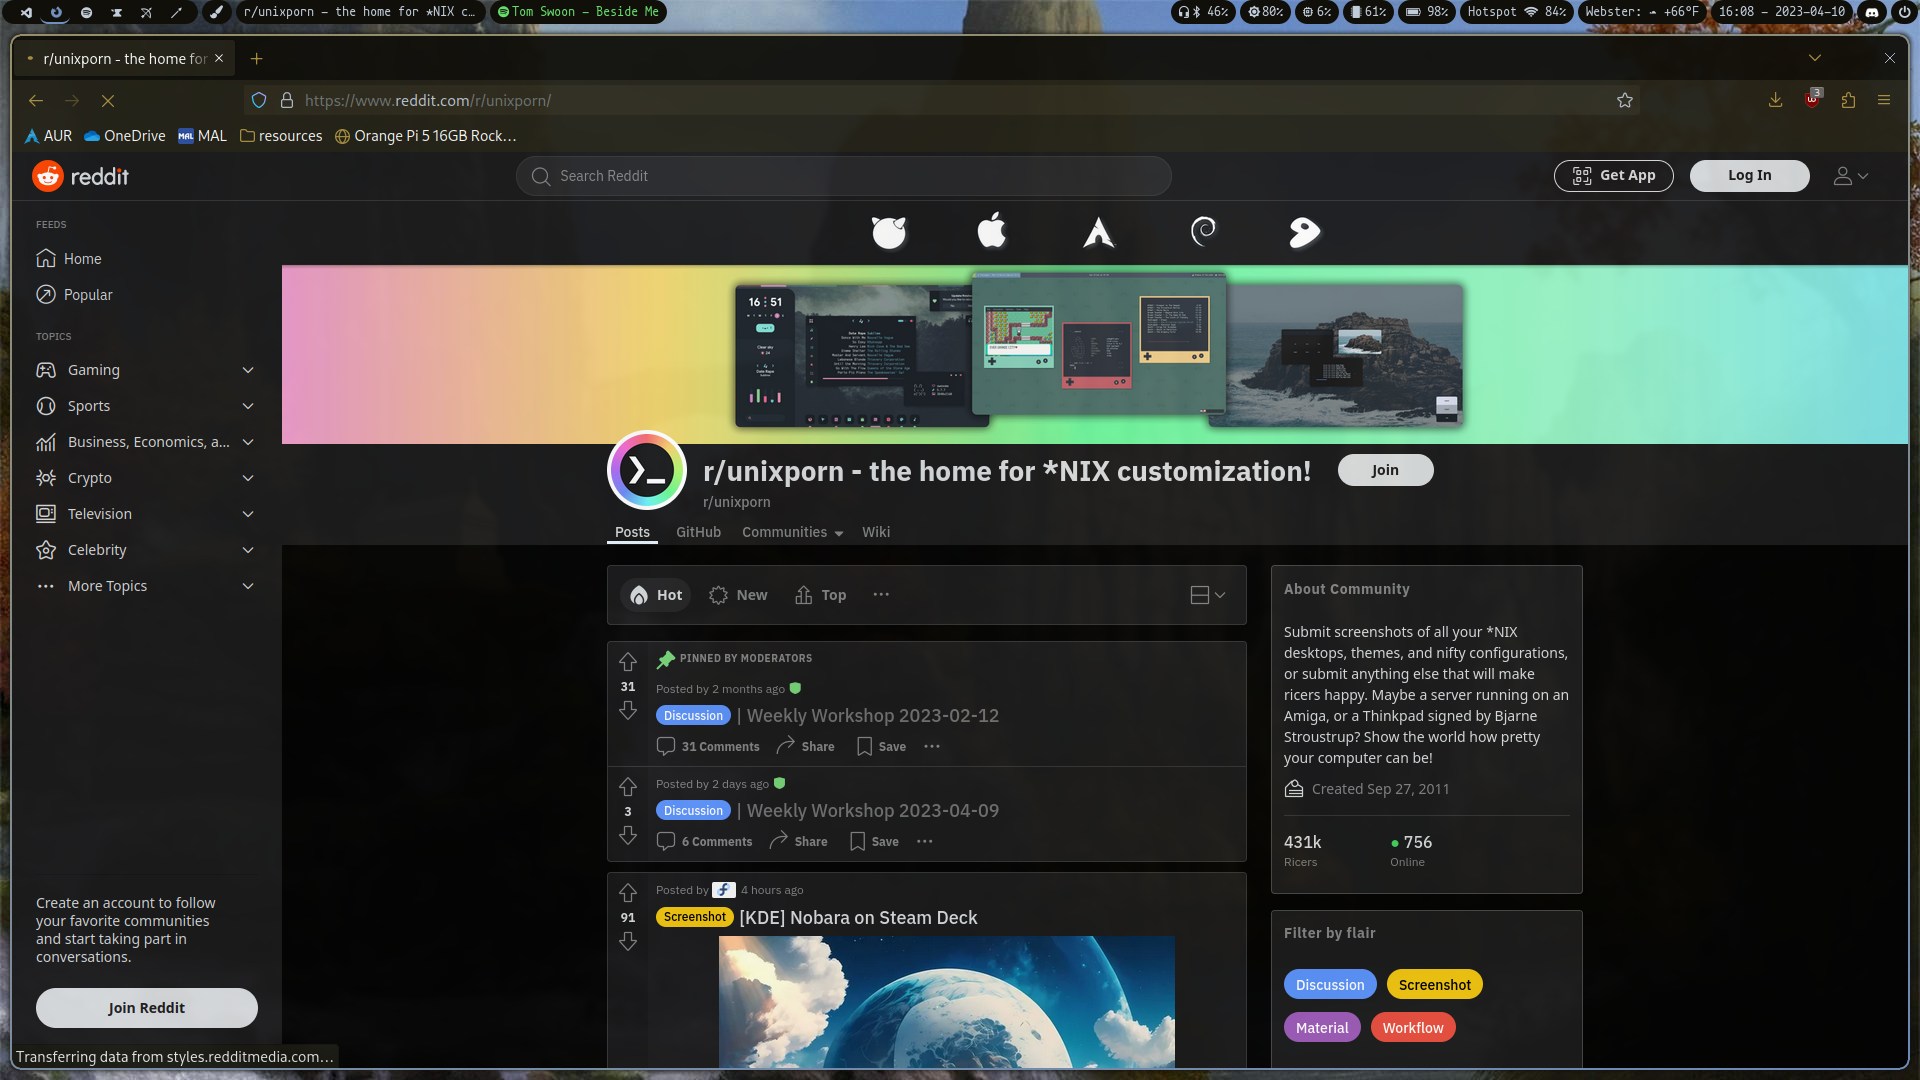 r/unixporn – the home for *NIX c…
Tom Swoon – Beside Me
46%
80%
6%
61%
98%
Hotspot 84%
Webster: +66°F
16:08 – 2023-04-10
r/unixporn - the home for
https://www.reddit.com/r/unixporn/
3
AUR
OneDrive
MAL MAL
resources
Orange Pi 5 16GB Rock…
reddit
Search Reddit
Get App
Log In
FEEDS
Home
Popular
TOPICS
Gaming
Sports
Business, Economics, a...
Crypto
Television
Celebrity
More Topics
Create an account to follow
your favorite communities
and start taking part in
conversations.
Join Reddit
Transferring data from styles.redditmedia.com…
16:51
r/unixporn - the home for *NIX customization!
Join
r/unixporn
Posts
GitHub
Communities
Wiki
Hot
New
Top
PINNED BY MODERATORS
31
Posted by 2 months ago
Discussion | Weekly Workshop 2023-02-12
31 Comments
Share
Save
Posted by 2 days ago
3
Discussion | Weekly Workshop 2023-04-09
6 Comments
Share
Save
Posted by 4 hours ago
91
Screenshot [KDE] Nobara on Steam Deck
About Community
Submit screenshots of all your *NIX
desktops, themes, and nifty configurations,
or submit anything else that will make
ricers happy. Maybe a server running on an
Amiga, or a Thinkpad signed by Bjarne
Stroustrup? Show the world how pretty
your computer can be!
Created Sep 27, 2011
431k
Ricers
756
Online
Filter by flair
Discussion
Screenshot
Material
Workflow